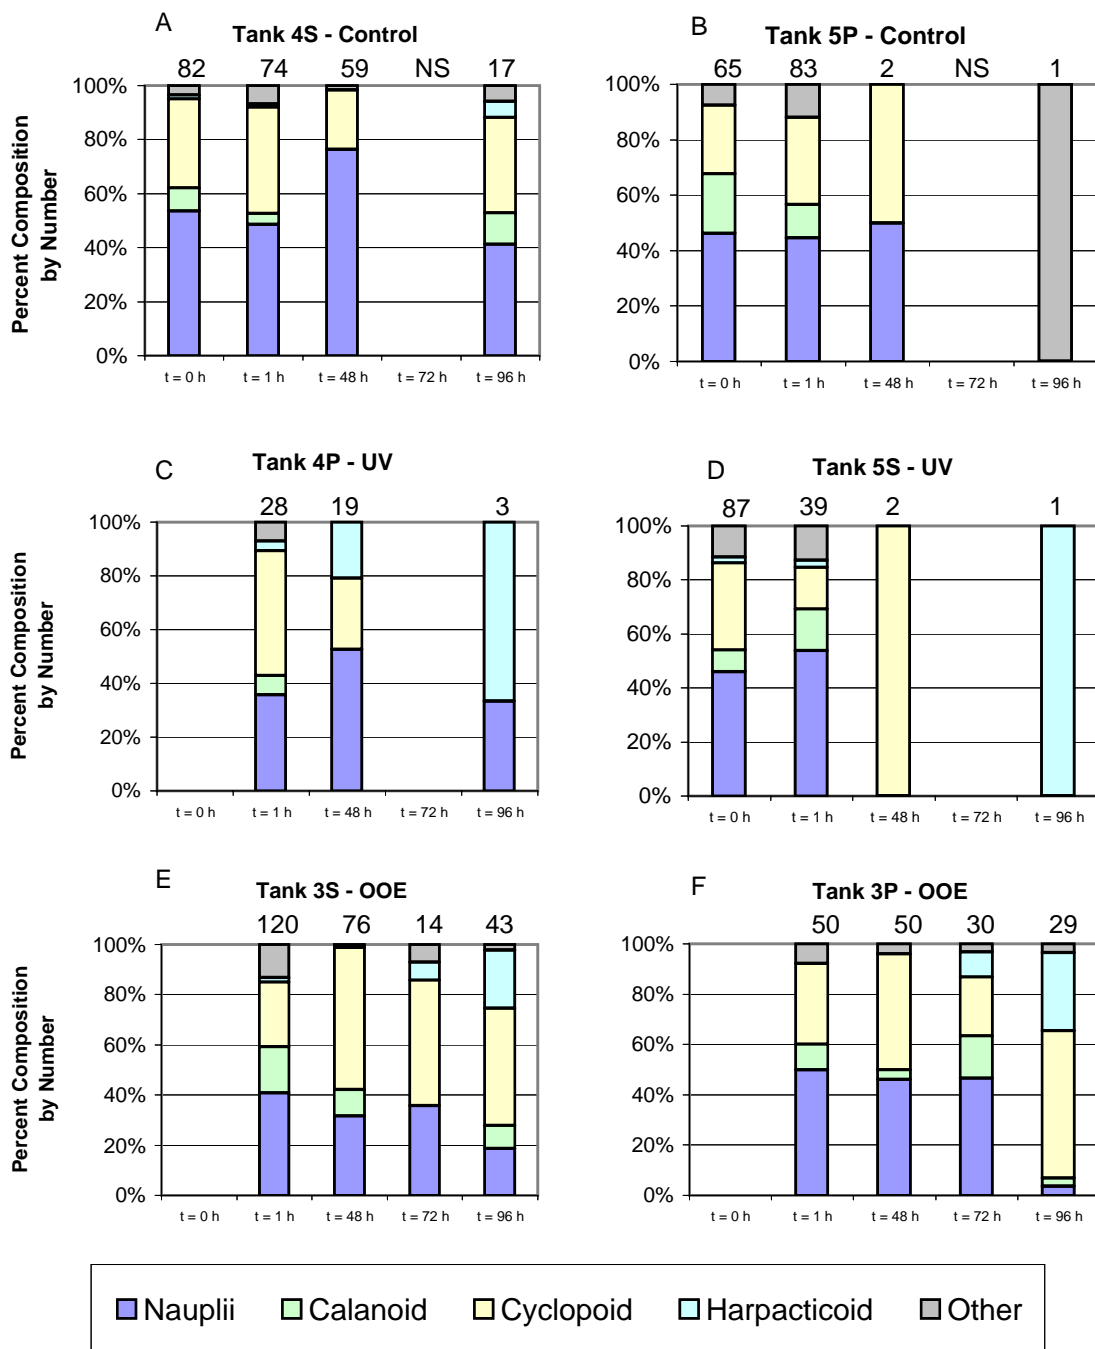 A
Tank 4S - Control
82 74 59 NS 17
100%
80%
60%
40%
20%
0%
Percent Composition
by Number
t = 0 h t = 1 h t = 48 h t = 72 h t = 96 h
B
Tank 5P - Control
65 83 2 NS 1
100%
80%
60%
40%
20%
0%
t = 0 h t = 1 h t = 48 h t = 72 h t = 96 h
C
Tank 4P - UV
28 19 3
100%
80%
60%
40%
20%
0%
Percent Composition
by Number
t = 0 h t = 1 h t = 48 h t = 72 h t = 96 h
D
Tank 5S - UV
87 39 2 1
100%
80%
60%
40%
20%
0%
t = 0 h t = 1 h t = 48 h t = 72 h t = 96 h
E
Tank 3S - OOE
120 76 14 43
100%
80%
60%
40%
20%
0%
Percent Composition
by Number
t = 0 h t = 1 h t = 48 h t = 72 h t = 96 h
F
Tank 3P - OOE
50 50 30 29
100%
80%
60%
40%
20%
0%
t = 0 h t = 1 h t = 48 h t = 72 h t = 96 h
Nauplii Calanoid Cyclopoid Harpacticoid Other